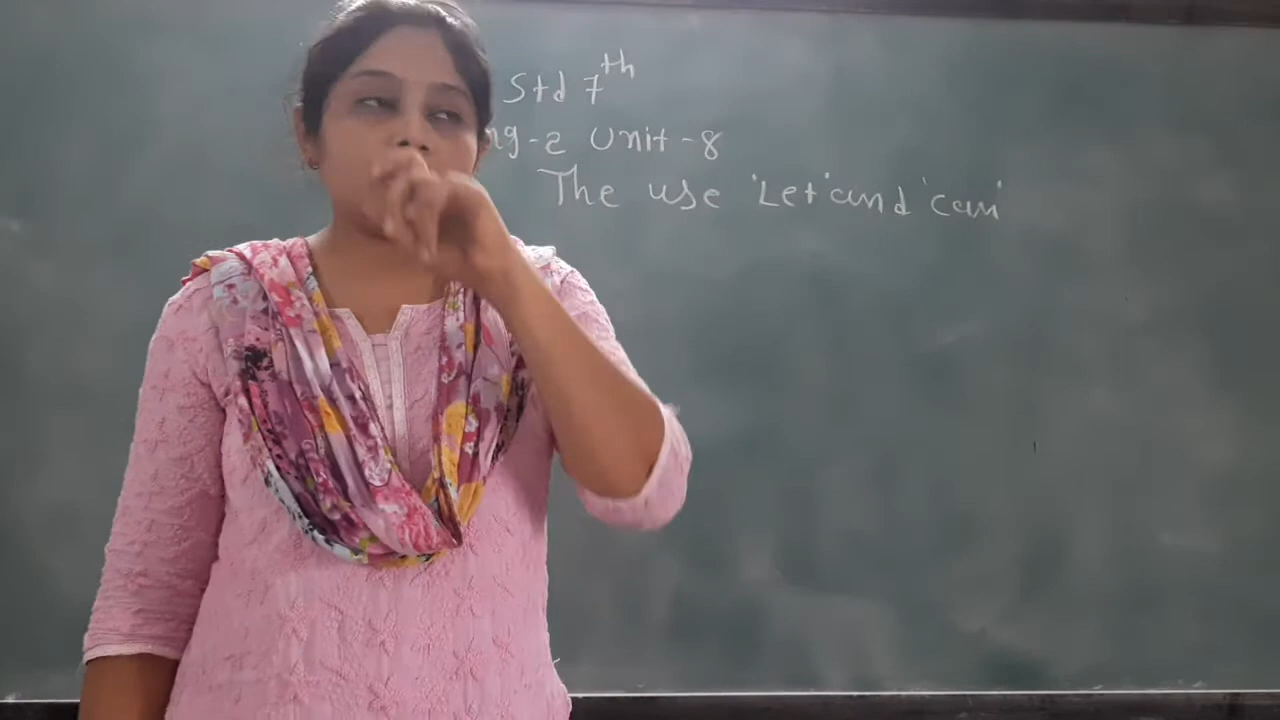 Std 7th
ng-2 Unit-8
The use 'Let' and 'can'